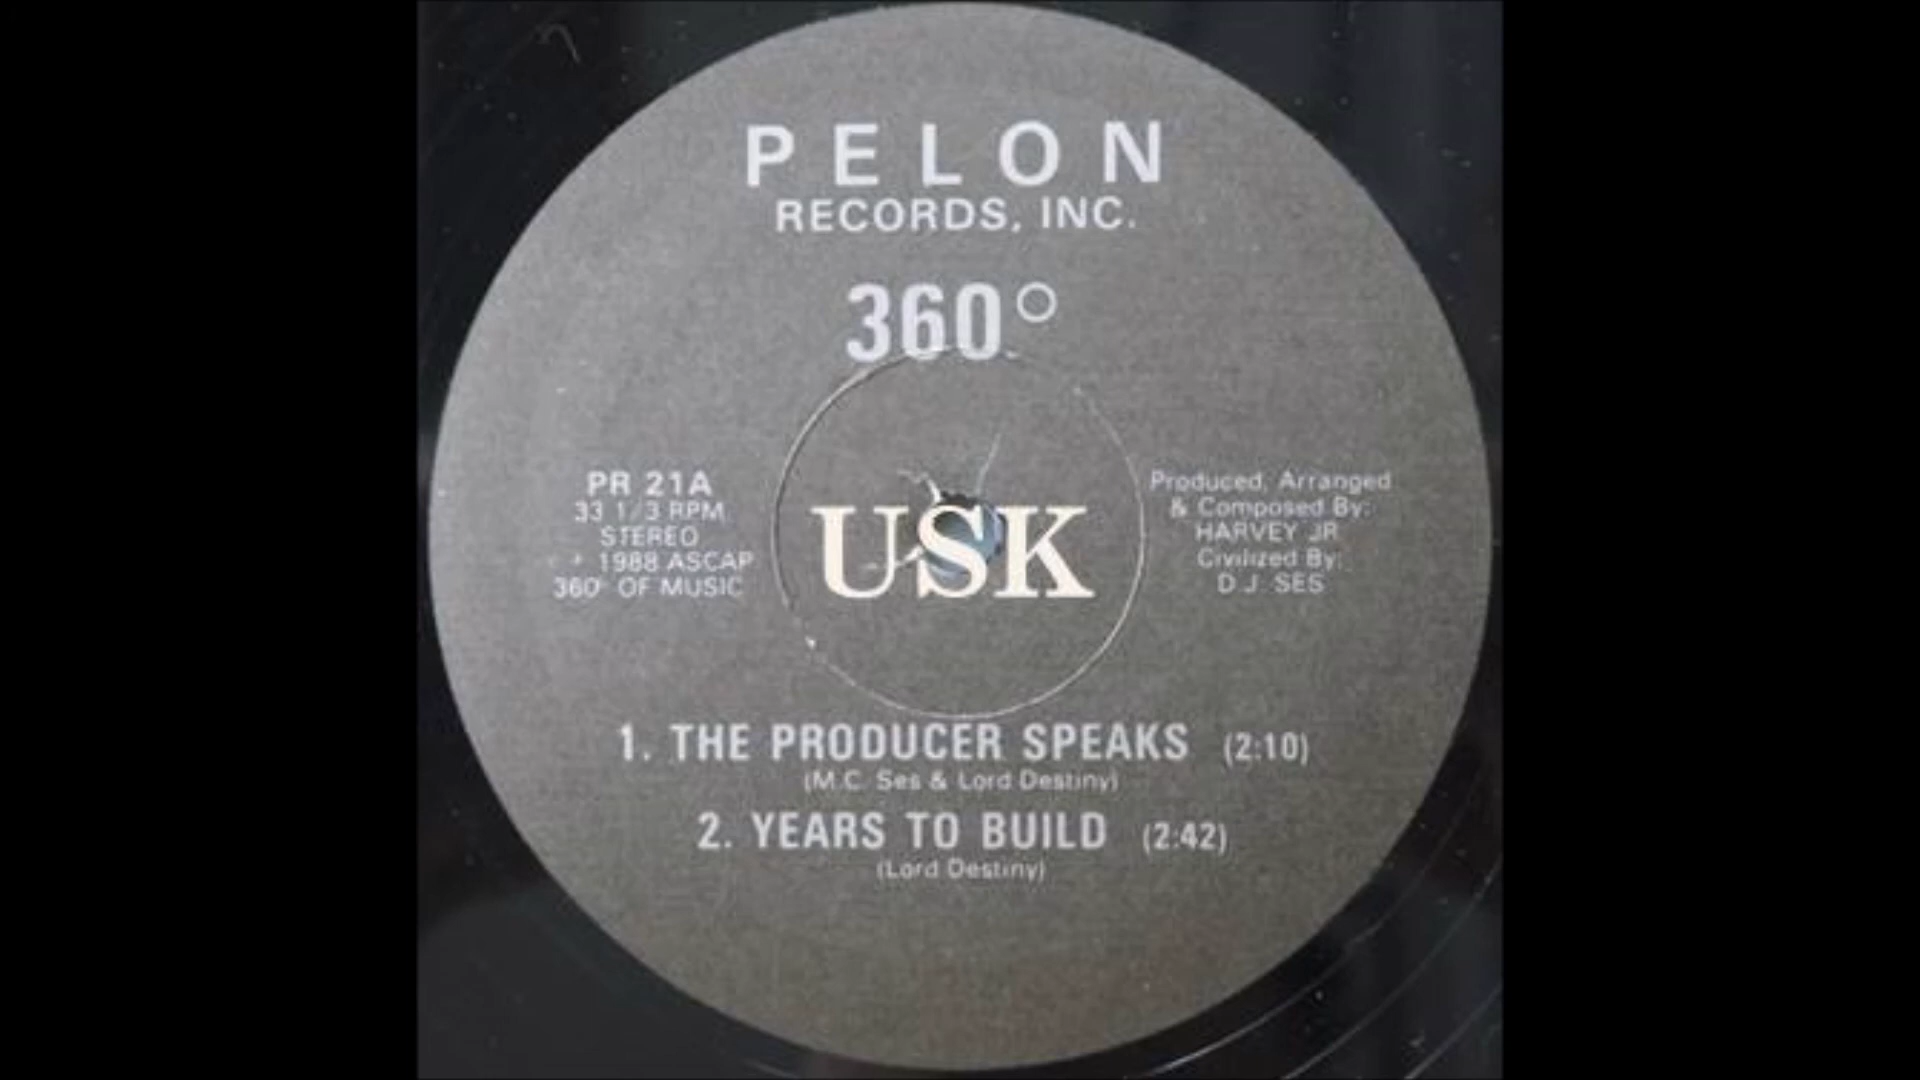 PELON
RECORDS, INC.
360°
PR 21A
33 1/3 RPM
STEREO
1988 ASCAP
360° OF MUSIC
USK
Produced, Arranged
& Composed By:
HARVEY JR
Civilized By:
D.J. SES
1. THE PRODUCER SPEAKS (2:10)
(M.C. Ses & Lord Destiny)
2. YEARS TO BUILD (2:42)
(Lord Destiny)